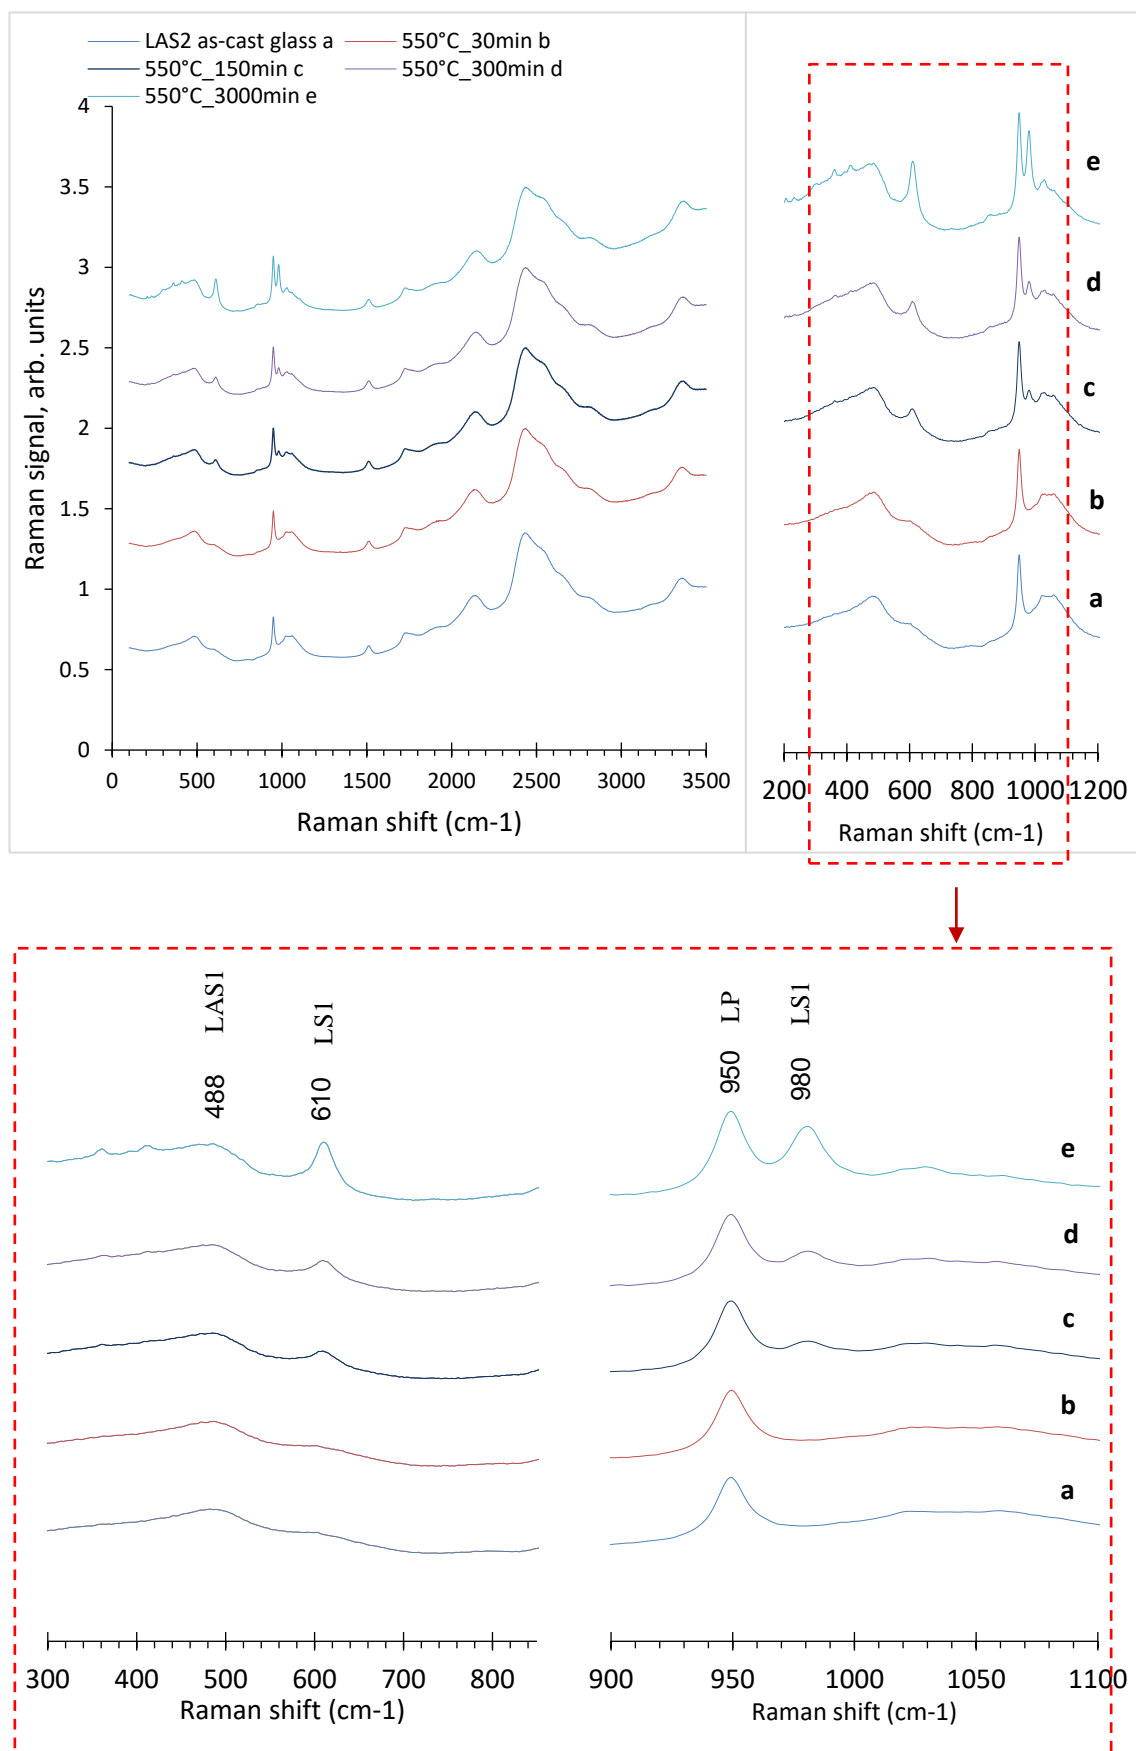 LAS2 as-cast glass a
550°C_30min b
550°C_150min c
550°C_300min d
550°C_3000min e
4
3.5
3
2.5
2
1.5
1
0.5
0
Raman signal, arb. units
0 500 1000 1500 2000 2500 3000 3500
Raman shift (cm-1)
e
d
c
b
a
200 400 600 800 1000 1200
Raman shift (cm-1)
488 LAS1
610 LS1
950 LP
980 LS1
e
d
c
b
a
300 400 500 600 700 800
Raman shift (cm-1)
900 950 1000 1050 1100
Raman shift (cm-1)